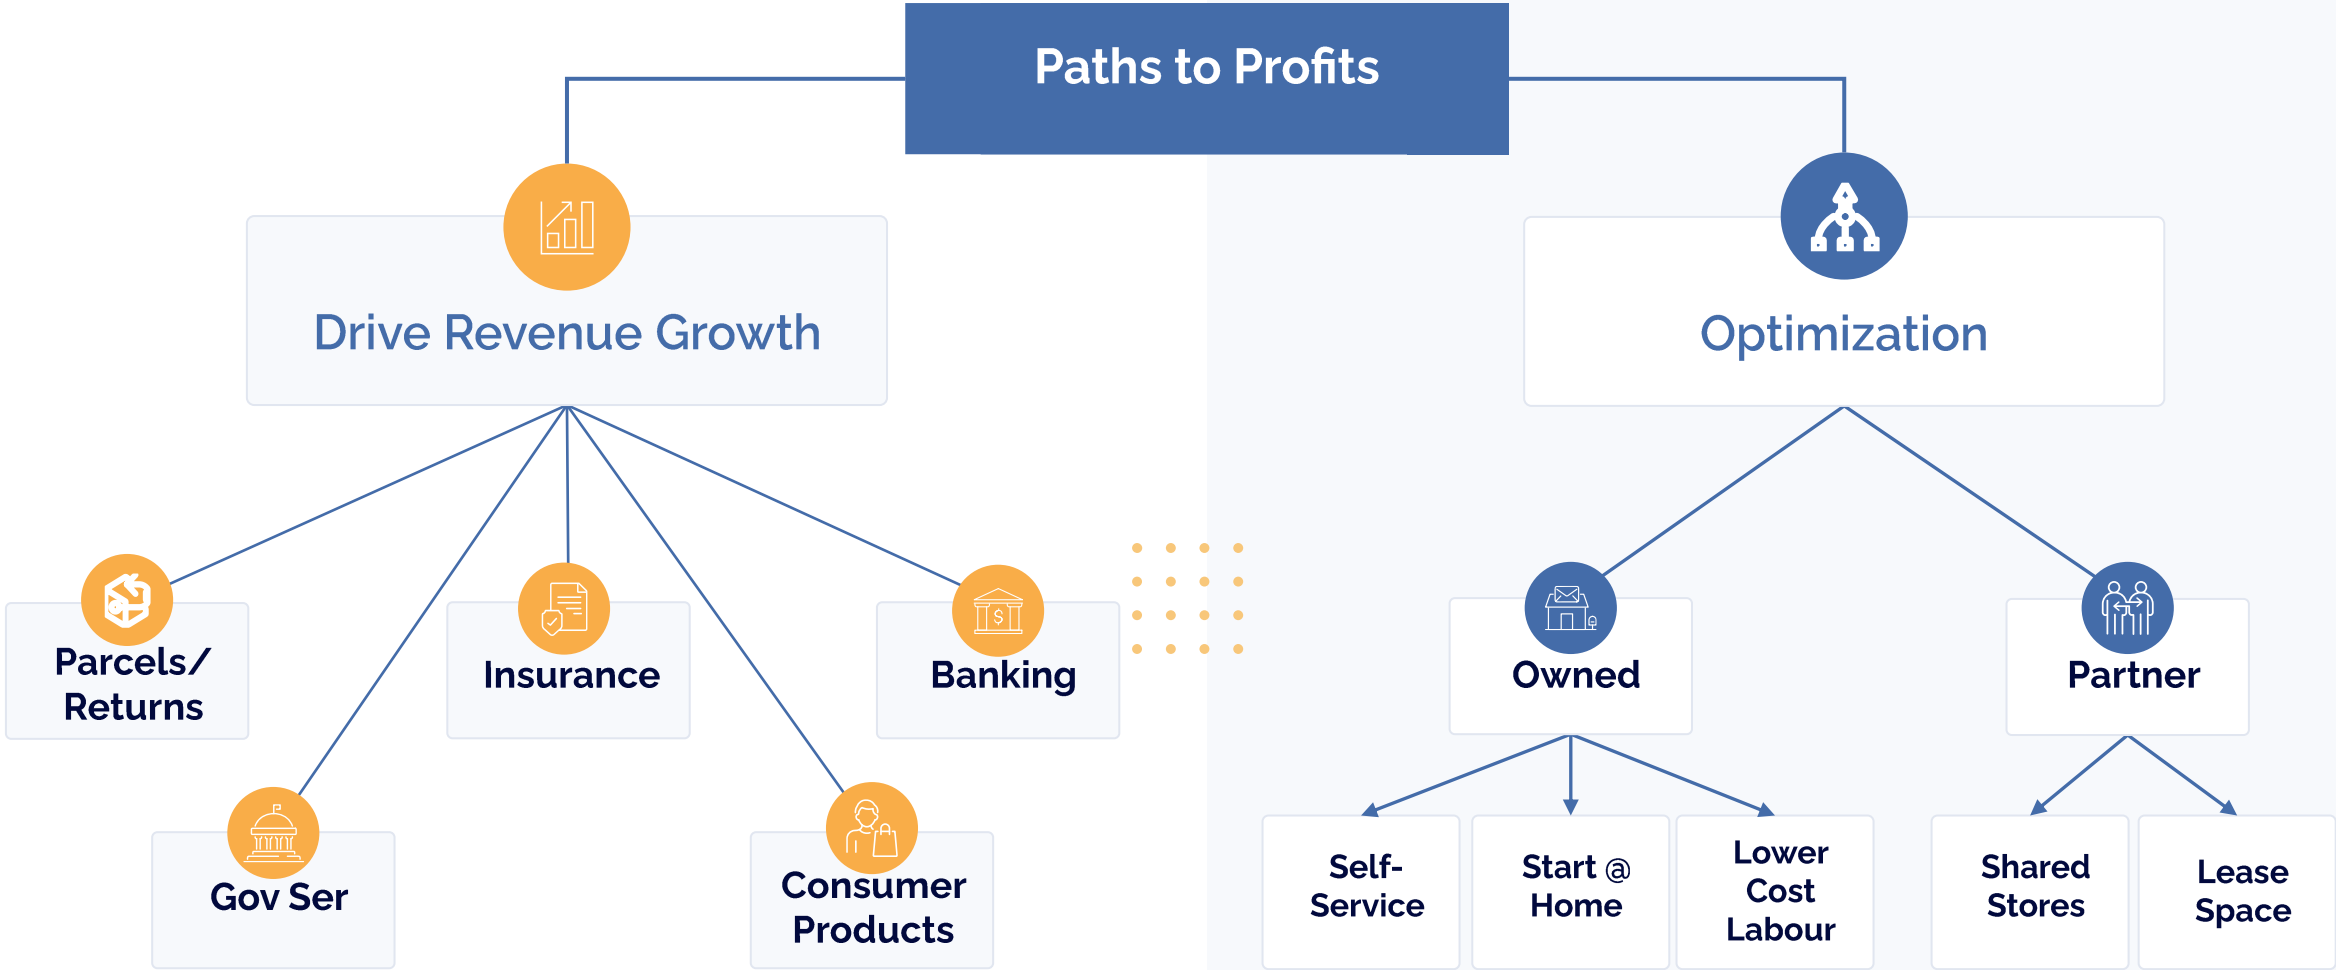 Paths to Profits
Drive Revenue Growth
Optimization
Parcels/
Returns
Insurance
Banking
Gov Ser
Consumer
Products
Owned
Partner
Self-
Service
Start @
Home
Lower
Cost
Labour
Shared
Stores
Lease
Space